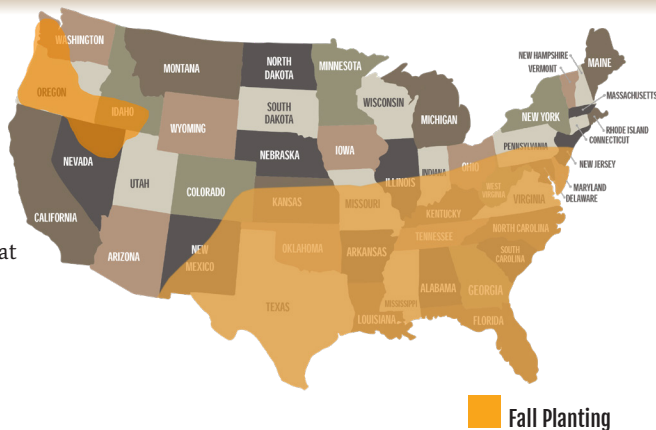 WASHINGTON
MONTANA
NORTH
DAKOTA
MINNESOTA
NEW HAMPSHIRE
VERMONT
MAINE
OREGON
IDAHO
SOUTH
DAKOTA
WISCONSIN
MICHIGAN
NEW YORK
MASSACHUSETTS
RHODE ISLAND
CONNECTICUT
WYOMING
IOWA
PENNSYLVANIA
NEW JERSEY
NEVADA
UTAH
COLORADO
NEBRASKA
ILLINOIS
INDIANA
OHIO
WEST
VIRGINIA
VIRGINIA
MARYLAND
DELAWARE
CALIFORNIA
KANSAS
MISSOURI
KENTUCKY
at
ARIZONA
NEW
MEXICO
OKLAHOMA
ARKANSAS
TENNESSEE
NORTH CAROLINA
SOUTH
CAROLINA
TEXAS
LOUISIANA
MISSISSIPPI
ALABAMA
GEORGIA
FLORIDA
Fall Planting